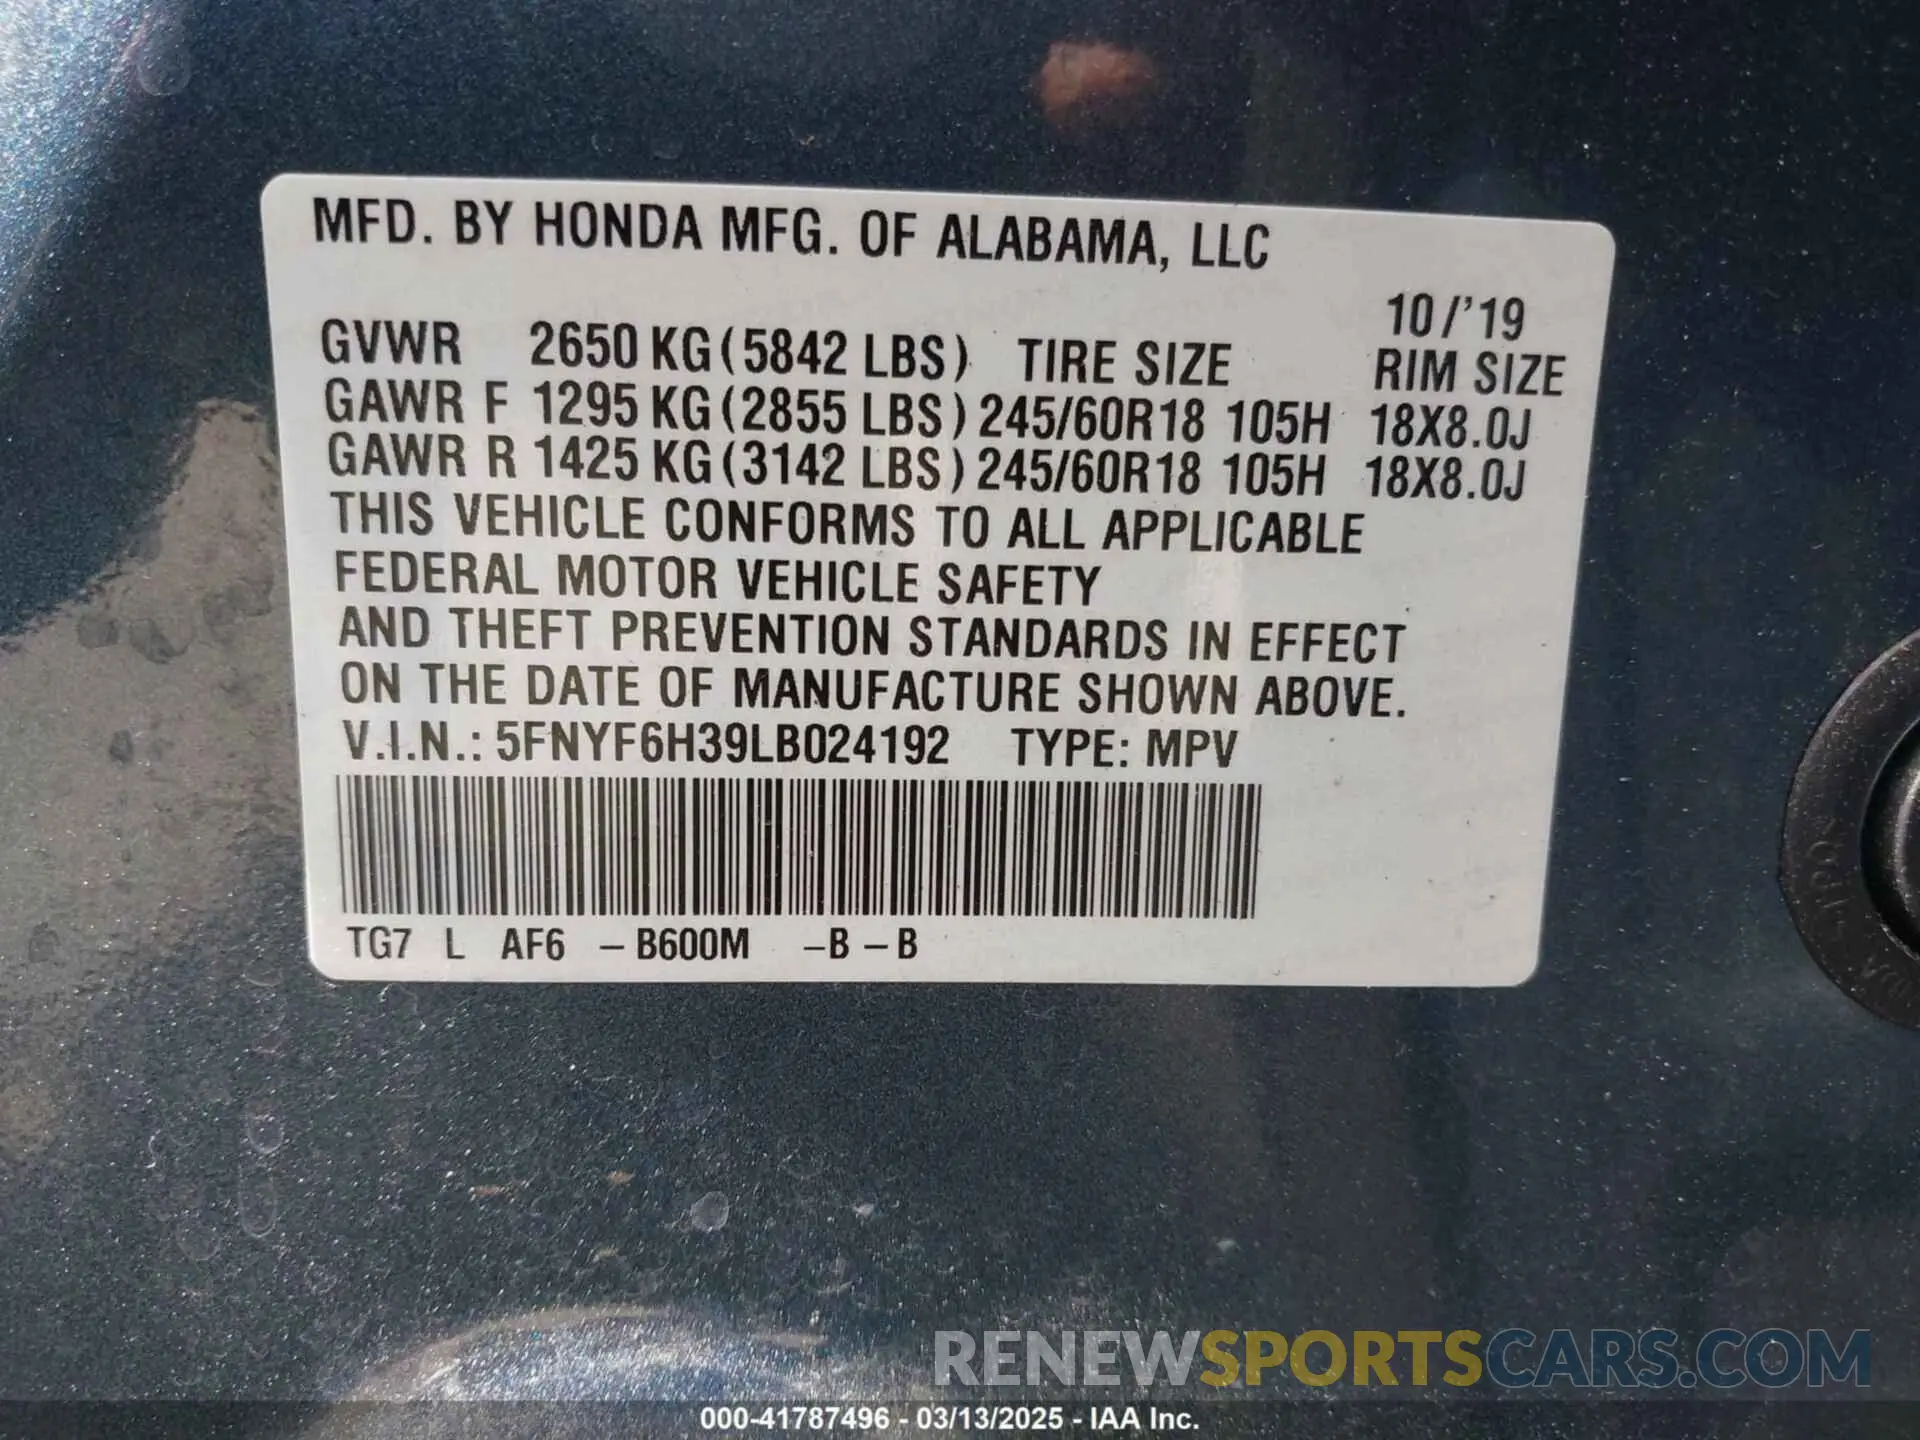 MFD. BY HONDA MFG. OF ALABAMA, LLC
10/'19
GVWR 2650 KG (5842 LBS) TIRE SIZE RIM SIZE
GAWR F 1295 KG (2855 LBS) 245/60R18 105H 18X8.0J
GAWR R 1425 KG (3142 LBS) 245/60R18 105H 18X8.0J
THIS VEHICLE CONFORMS TO ALL APPLICABLE
FEDERAL MOTOR VEHICLE SAFETY
AND THEFT PREVENTION STANDARDS IN EFFECT
ON THE DATE OF MANUFACTURE SHOWN ABOVE.
V.I.N.: 5FNYF6H39LB024192 TYPE: MPV
TG7 L AF6 – B600M –B – B
RENEWSPORTSCARS.COM
000-41787496 - 03/13/2025 - IAA Inc.